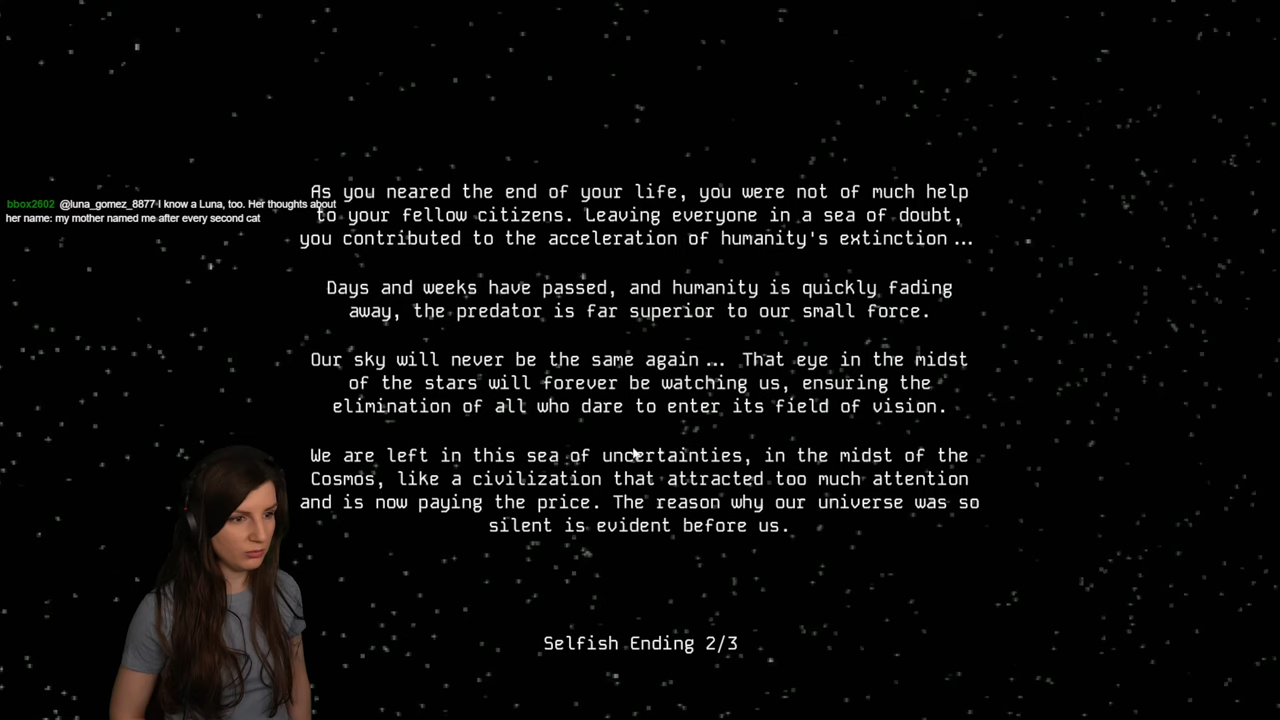 As you neared the end of your life, you were not of much help
bbox2602 @luna_gomez_8877 I know a Luna, too. Her thoughts about
her name: my mother named me after every second cat
to your fellow citizens. Leaving everyone in a sea of doubt,
you contributed to the acceleration of humanity's extinction...
Days and weeks have passed, and humanity is quickly fading
away, the predator is far superior to our small force.
Our sky will never be the same again... That eye in the midst
of the stars will forever be watching us, ensuring the
elimination of all who dare to enter its field of vision.
We are left in this sea of uncertainties, in the midst of the
Cosmos, like a civilization that attracted too much attention
and is now paying the price. The reason why our universe was so
silent is evident before us.
Selfish Ending 2/3